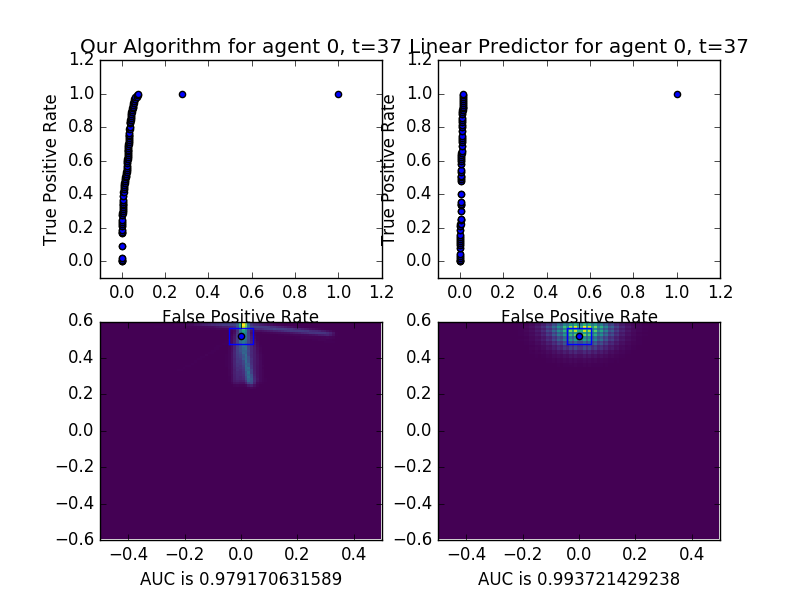 Our Algorithm for agent 0, t=37
Linear Predictor for agent 0, t=37
1.2
1.0
0.8
0.6
0.4
0.2
0.0
True Positive Rate
0.0 0.2 0.4 0.6 0.8 1.0 1.2
False Positive Rate
1.2
1.0
0.8
0.6
0.4
0.2
0.0
True Positive Rate
0.0 0.2 0.4 0.6 0.8 1.0 1.2
False Positive Rate
0.6
0.4
0.2
0.0
−0.2
−0.4
−0.6
−0.4 −0.2 0.0 0.2 0.4
AUC is 0.979170631589
0.6
0.4
0.2
0.0
−0.2
−0.4
−0.6
−0.4 −0.2 0.0 0.2 0.4
AUC is 0.993721429238